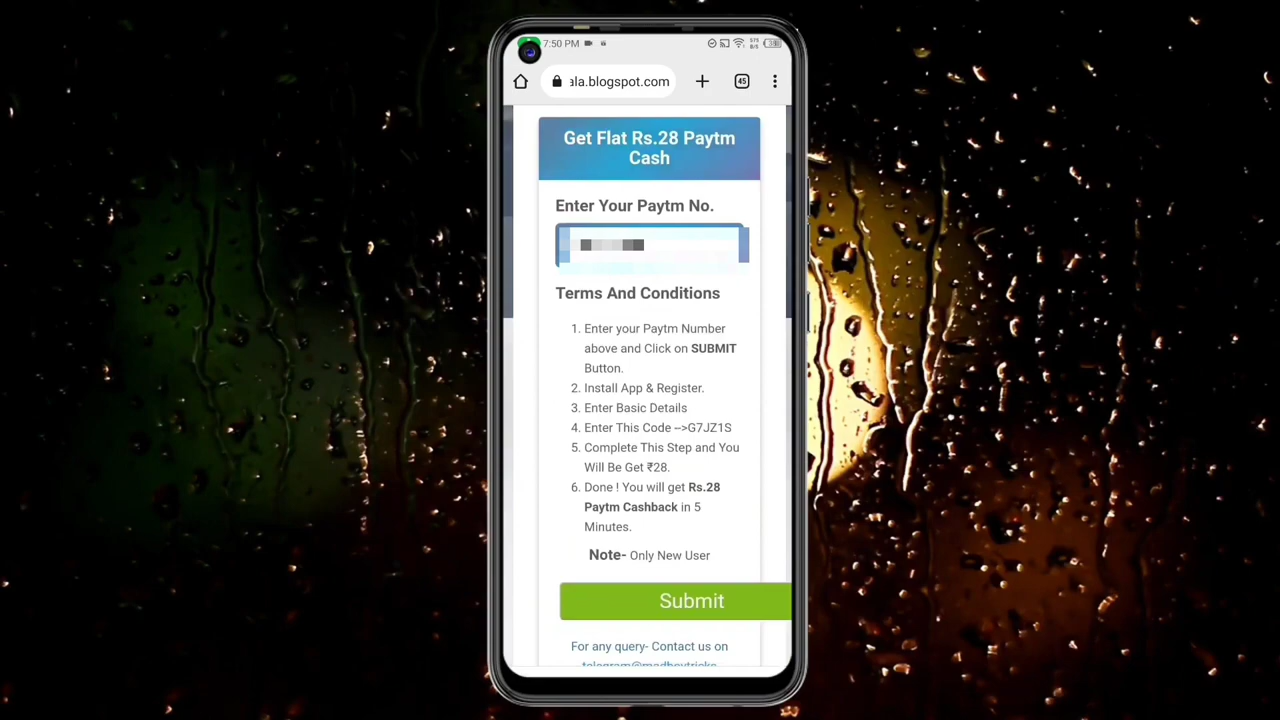 7:50 PM
ala.blogspot.com
45
Get Flat Rs.28 Paytm
Cash
Enter Your Paytm No.
Terms And Conditions
1. Enter your Paytm Number
above and Click on SUBMIT
Button.
2. Install App & Register.
3. Enter Basic Details
4. Enter This Code -->G7JZ1S
5. Complete This Step and You
Will Be Get ₹28.
6. Done ! You will get Rs.28
Paytm Cashback in 5
Minutes.
Note- Only New User
Submit
For any query- Contact us on
telegram@madboytricks